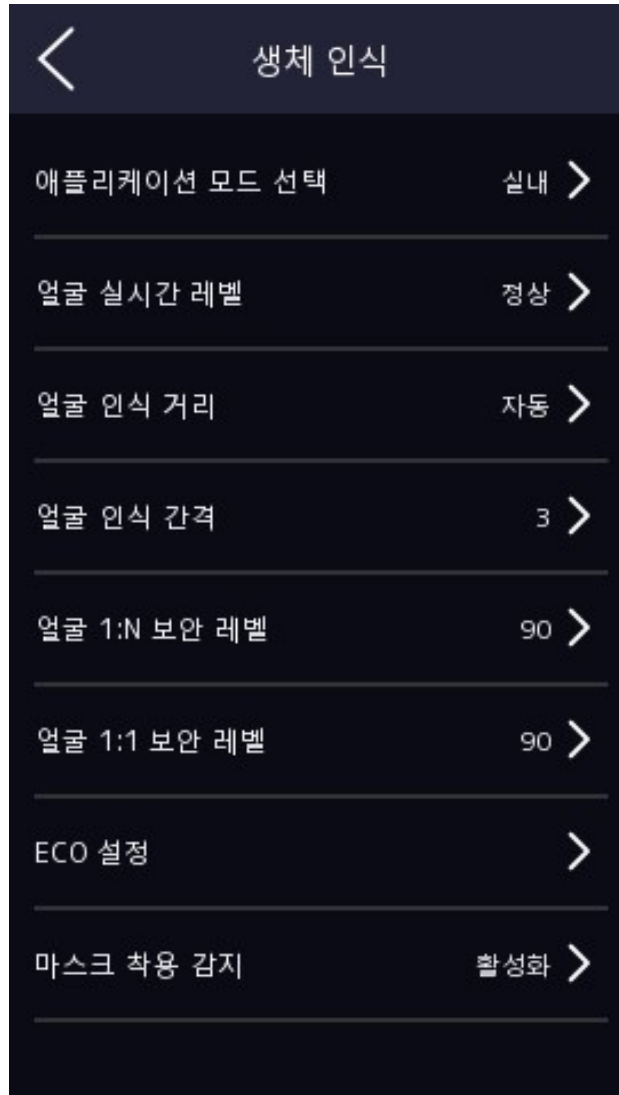 생체 인식
애플리케이션 모드 선택 실내
얼굴 실시간 레벨 정상
얼굴 인식 거리 자동
얼굴 인식 간격 3
얼굴 1:N 보안 레벨 90
얼굴 1:1 보안 레벨 90
ECO 설정
마스크 착용 감지 활성화